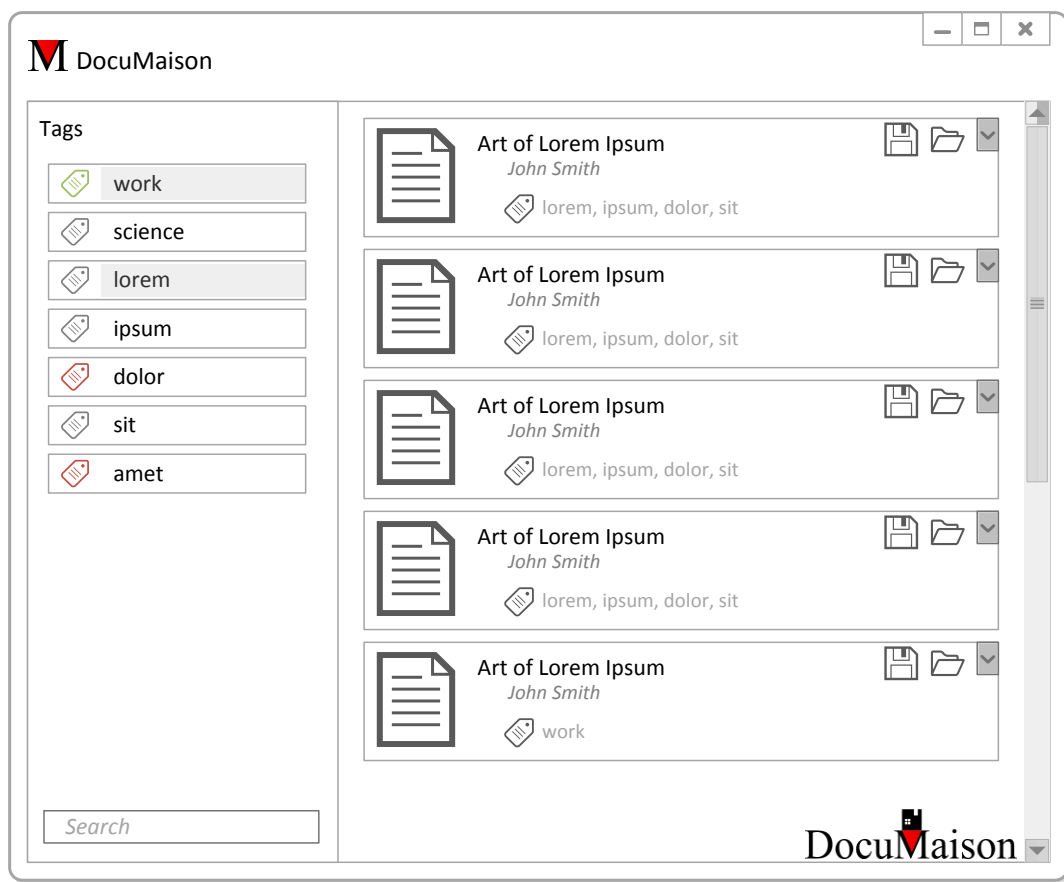 M DocuMaison
Tags
work
science
lorem
ipsum
dolor
sit
amet
Search
Art of Lorem Ipsum
John Smith
lorem, ipsum, dolor, sit
Art of Lorem Ipsum
John Smith
lorem, ipsum, dolor, sit
Art of Lorem Ipsum
John Smith
lorem, ipsum, dolor, sit
Art of Lorem Ipsum
John Smith
lorem, ipsum, dolor, sit
Art of Lorem Ipsum
John Smith
work
DocuMaison